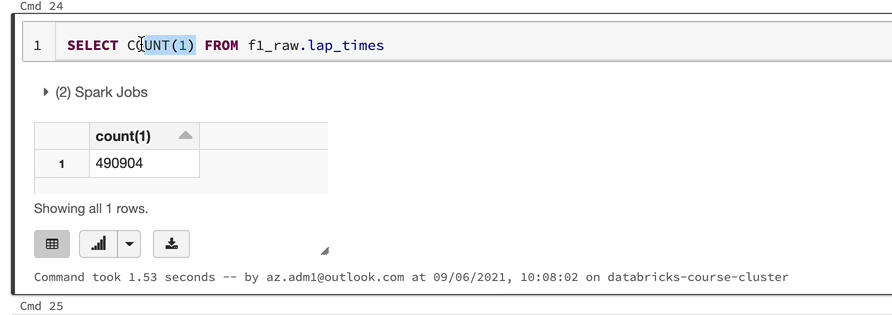 Cmd 24
1 SELECT COUNT(1) FROM f1_raw.lap_times
(2) Spark Jobs
count(1)
1 490904
Showing all 1 rows.
Command took 1.53 seconds -- by az.adm1@outlook.com at 09/06/2021, 10:08:02 on databricks-course-cluster
Cmd 25